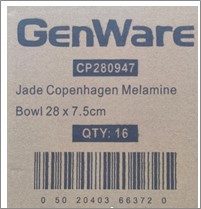 GenWare
CP280947
Jade Copenhagen Melamine
Bowl 28 x 7.5cm
QTY: 16
0 50 20403 66372 0